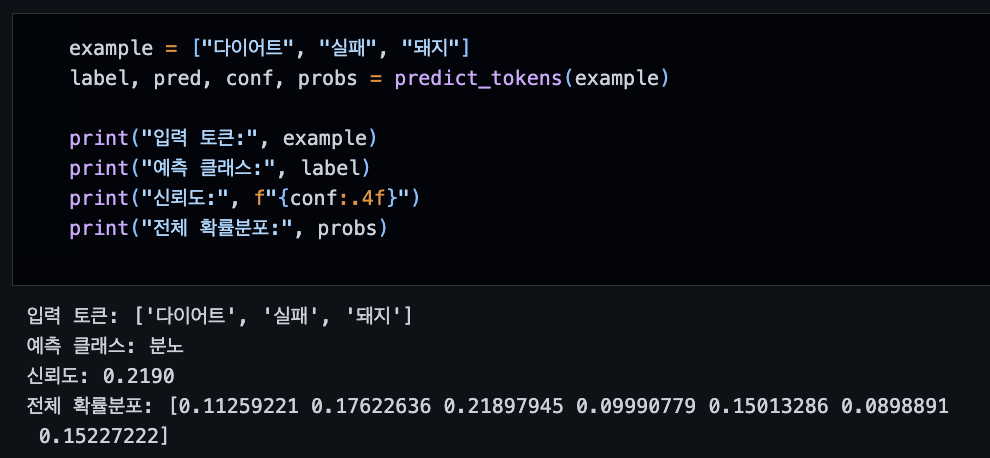 example = ["다이어트", "실패", "돼지"]
label, pred, conf, probs = predict_tokens(example)
print("입력 토큰:", example)
print("예측 클래스:", label)
print("신뢰도:", f"{conf:.4f}")
print("전체 확률분포:", probs)
입력 토큰: ['다이어트', '실패', '돼지']
예측 클래스: 분노
신뢰도: 0.2190
전체 확률분포: [0.11259221 0.17622636 0.21897945 0.09990779 0.15013286 0.0898891
0.15227222]